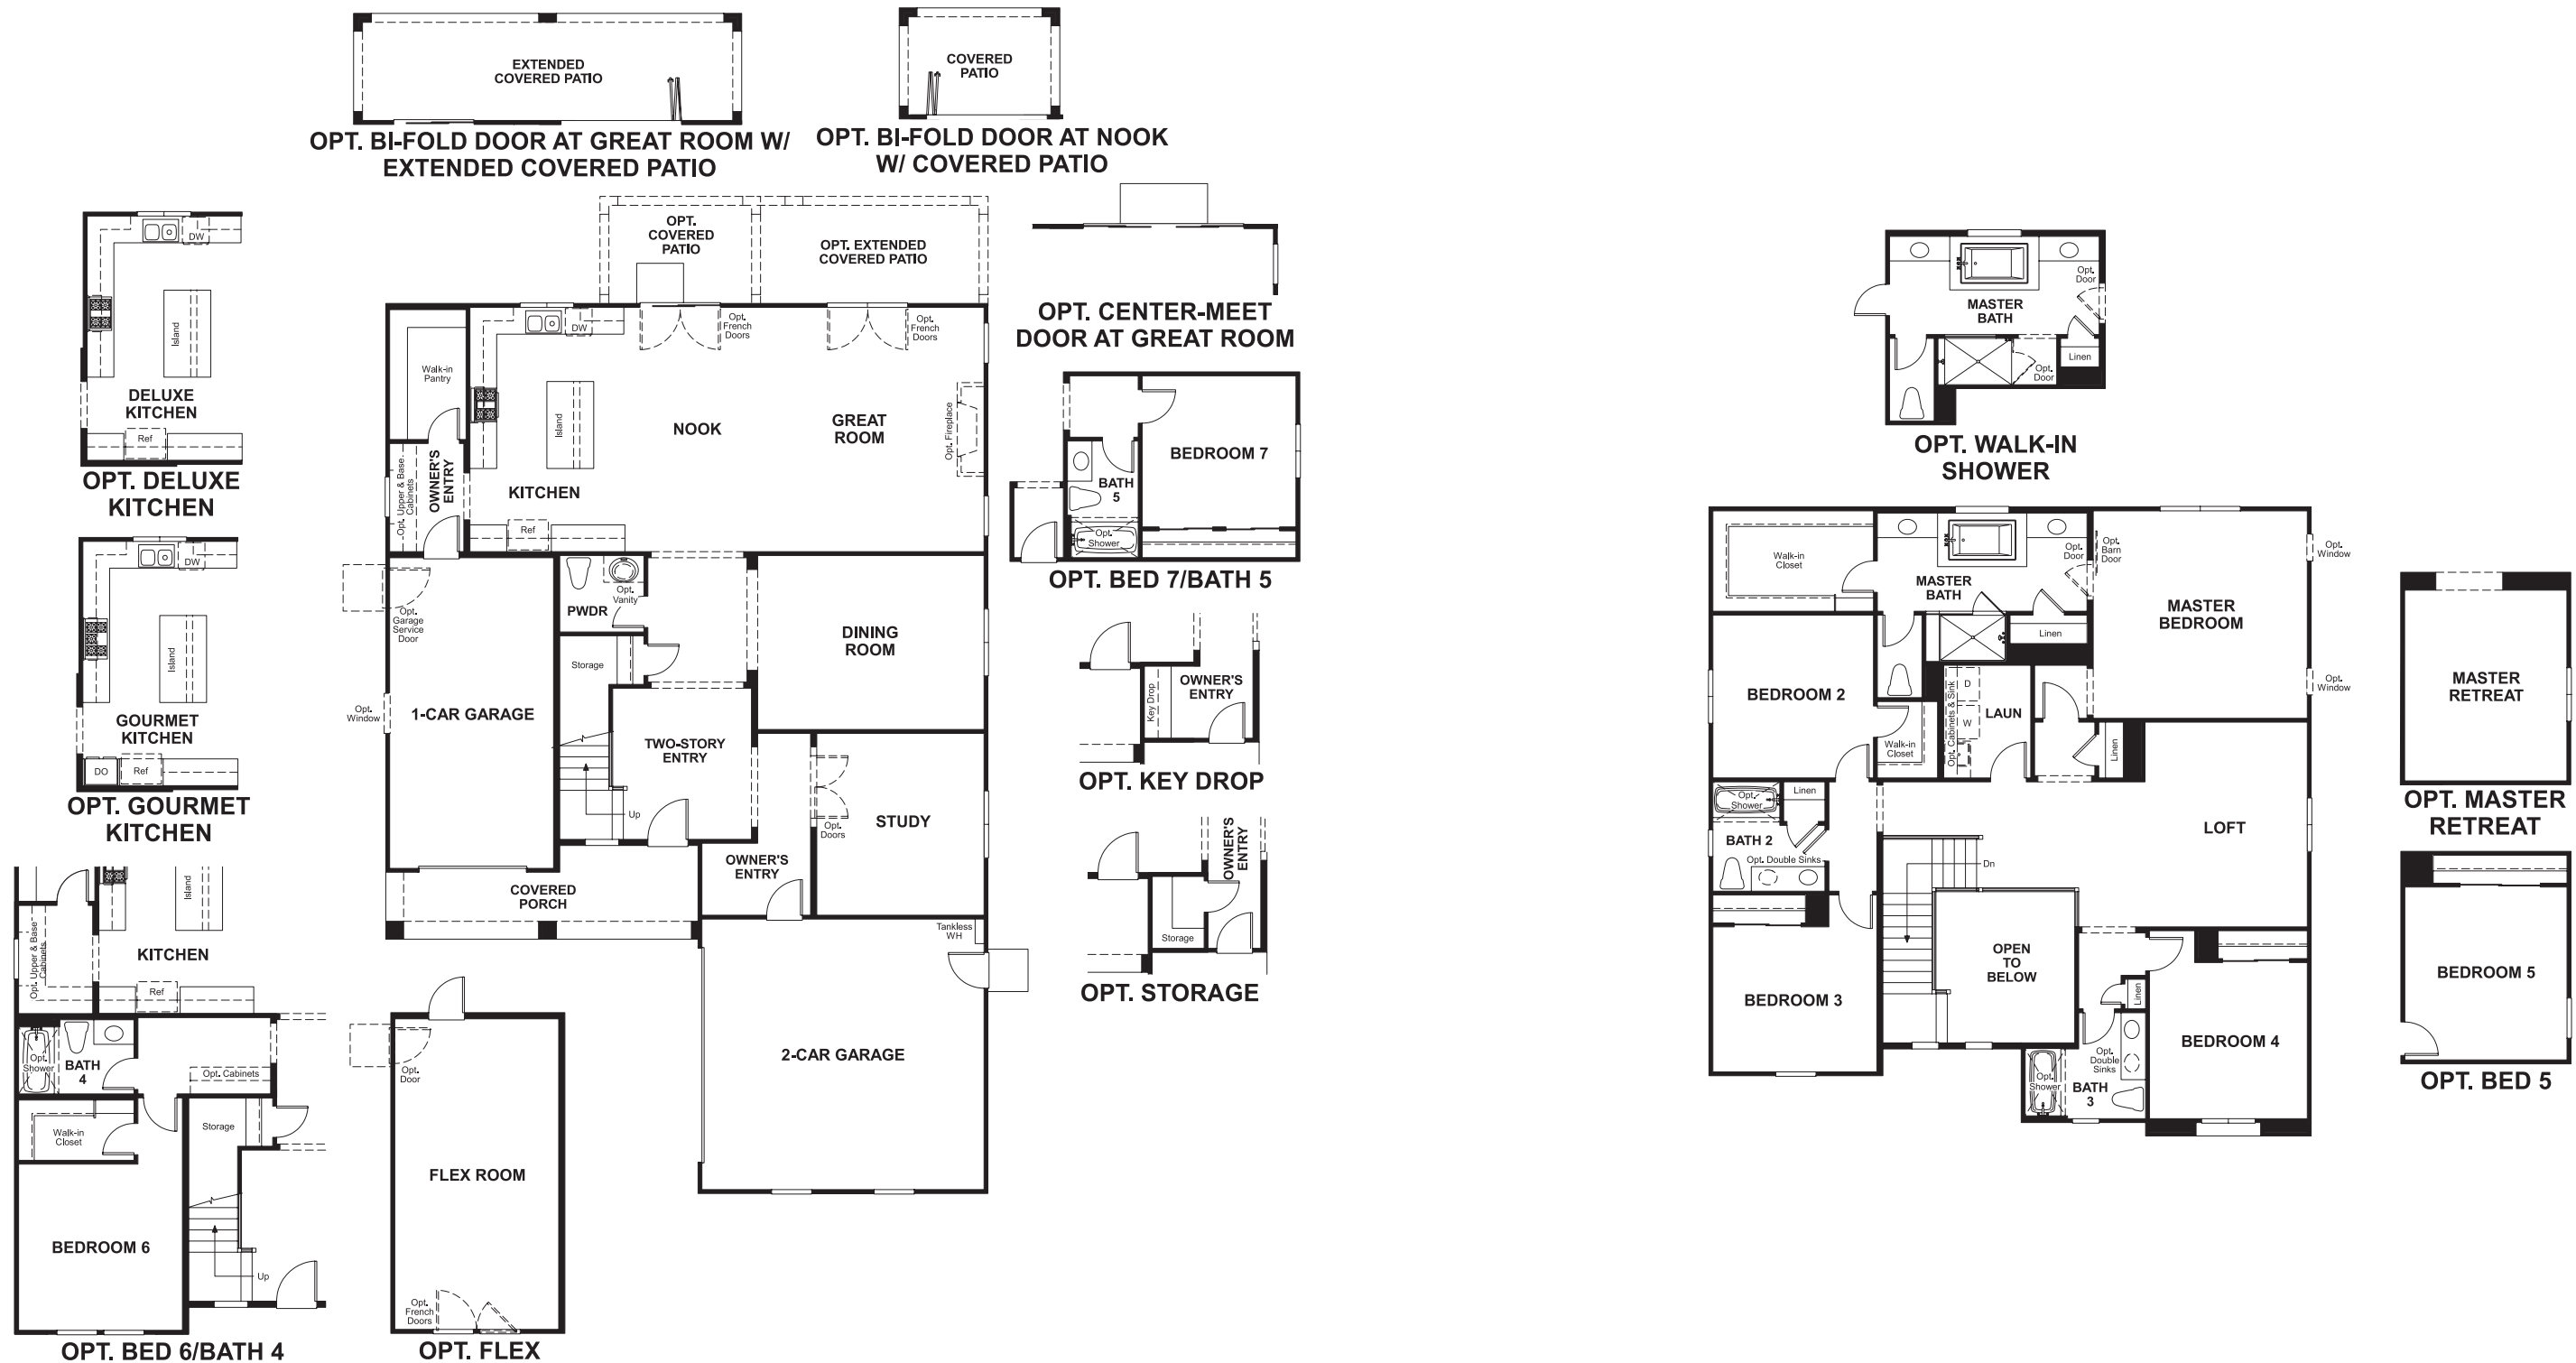 EXTENDED
COVERED PATIO
OPT. BI-FOLD DOOR AT GREAT ROOM W/
EXTENDED COVERED PATIO
COVERED
PATIO
OPT. BI-FOLD DOOR AT NOOK
W/ COVERED PATIO
DW
Island
DELUXE
KITCHEN
Ref
OPT. DELUXE
KITCHEN
DW
Island
GOURMET
KITCHEN
DO
Ref
OPT. GOURMET
KITCHEN
Island
Opt. Upper & Base
Cabinets
KITCHEN
Ref
Opt.
Shower
BATH
4
Opt. Cabinets
Walk-in
Closet
Storage
BEDROOM 6
Up
OPT. BED 6/BATH 4
OPT.
COVERED
PATIO
OPT. EXTENDED
COVERED PATIO
DW
Opt.
French
Doors
Opt.
French
Doors
Walk-in
Pantry
Island
NOOK
GREAT
ROOM
Opt. Fireplace
Opt. Upper & Base
Cabinets
OWNER'S
ENTRY
KITCHEN
Ref
Opt.
Garage
Service
Door
PWDR
Opt.
Vanity
DINING
ROOM
Storage
Opt.
Window
1-CAR GARAGE
TWO-STORY
ENTRY
Up
Opt.
Doors
STUDY
OWNER'S
ENTRY
COVERED
PORCH
Tankless
WH
2-CAR GARAGE
Opt.
Door
FLEX ROOM
Opt.
French
Doors
OPT. FLEX
OPT. CENTER-MEET
DOOR AT GREAT ROOM
BEDROOM 7
BATH
5
Opt.
Shower
OPT. BED 7/BATH 5
Key Drop
OWNER'S
ENTRY
OPT. KEY DROP
OWNER'S
ENTRY
Storage
OPT. STORAGE
Opt.
Door
MASTER
BATH
Linen
Opt.
Door
OPT. WALK-IN
SHOWER
Walk-in
Closet
MASTER
BATH
Opt.
Door
Opt.
Barn
Door
Opt.
Window
MASTER
BEDROOM
Linen
Opt.
Window
BEDROOM 2
Opt. Cabinets & Sink
D
W
LAUN
Walk-in
Closet
Linen
Opt.
Shower
Linen
BATH 2
Opt. Double Sinks
LOFT
Dn
OPEN
TO
BELOW
BEDROOM 3
Linen
BEDROOM 4
Opt.
Double
Sinks
Opt.
Shower
BATH
3
MASTER
RETREAT
OPT. MASTER
RETREAT
BEDROOM 5
OPT. BED 5